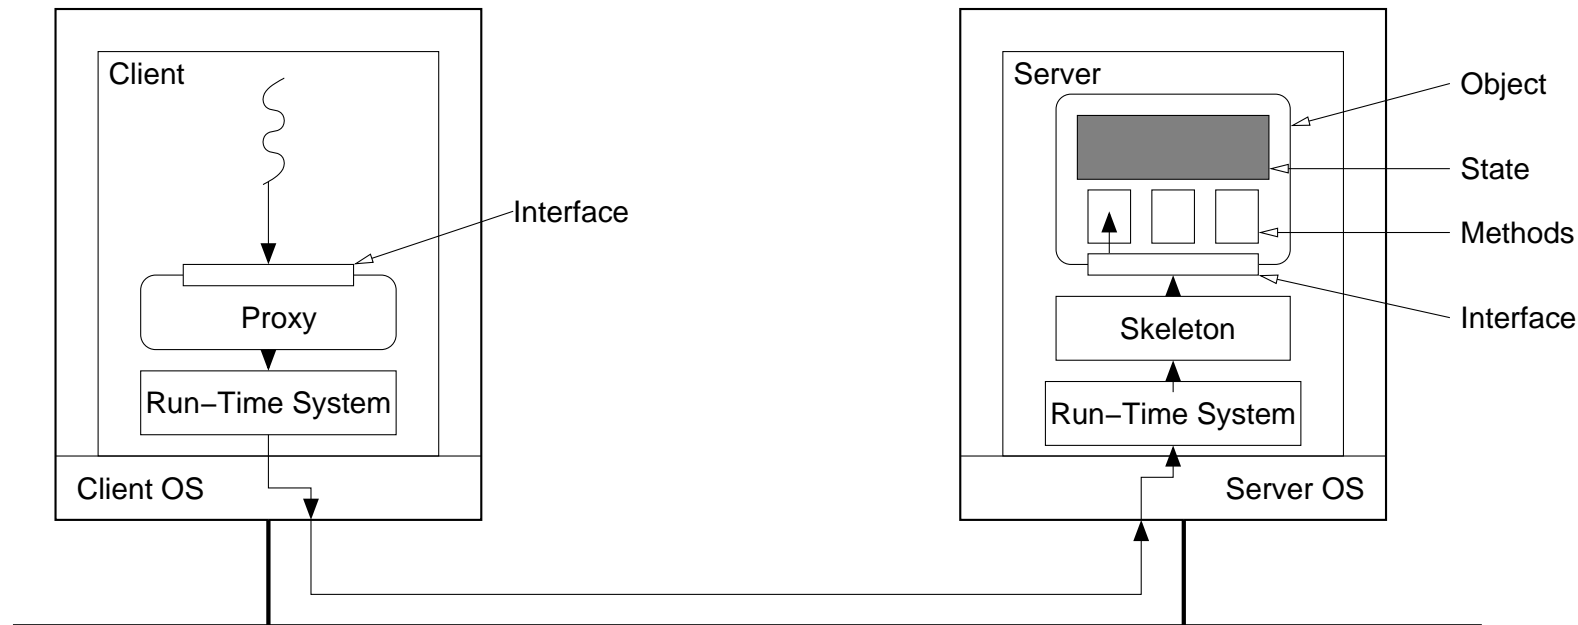 Client
Interface
Proxy
Run–Time System
Client OS
Server
Object
State
Methods
Interface
Skeleton
Run–Time System
Server OS